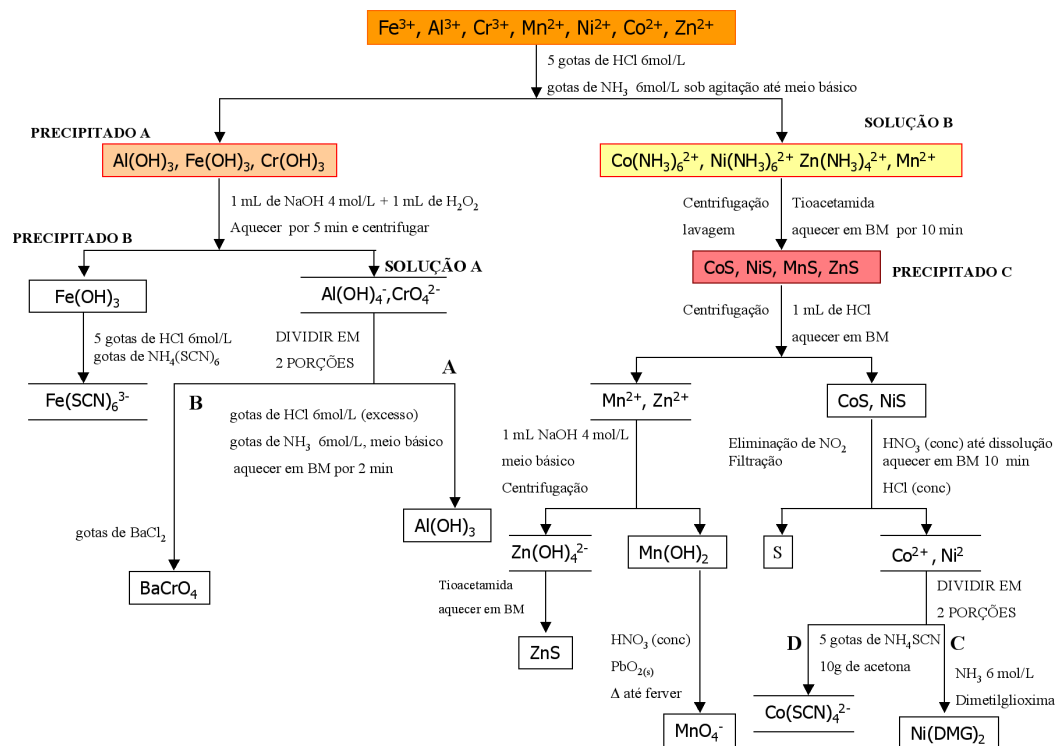 Fe³⁺, Al³⁺, Cr³⁺, Mn²⁺, Ni²⁺, Co²⁺, Zn²⁺
5 gotas de HCl 6mol/L
gotas de NH₃ 6mol/L sob agitação até meio básico
PRECIPITADO A
Al(OH)₃, Fe(OH)₃, Cr(OH)₃
SOLUÇÃO B
Co(NH₃)₆²⁺, Ni(NH₃)₆²⁺ Zn(NH₃)₄²⁺, Mn²⁺
1 mL de NaOH 4 mol/L + 1 mL de H₂O₂
Aquecer por 5 min e centrifugar
Centrifugação
lavagem
Tioacetamida
aquecer em BM por 10 min
PRECIPITADO B
Fe(OH)₃
SOLUÇÃO A
Al(OH)₄⁻,CrO₄²⁻
CoS, NiS, MnS, ZnS
PRECIPITADO C
5 gotas de HCl 6mol/L
gotas de NH₄(SCN)₆
Fe(SCN)₆³⁻
DIVIDIR EM
2 PORÇÕES
A
B
gotas de HCl 6mol/L (excesso)
gotas de NH₃ 6mol/L, meio básico
aquecer em BM por 2 min
Al(OH)₃
gotas de BaCl₂
BaCrO₄
Centrifugação
1 mL de HCl
aquecer em BM
Mn²⁺, Zn²⁺
CoS, NiS
1 mL NaOH 4 mol/L
meio básico
Centrifugação
Zn(OH)₄²⁻
Mn(OH)₂
Tioacetamida
aquecer em BM
ZnS
HNO₃ (conc)
PbO₂₍ₛ₎
Δ até ferver
MnO₄⁻
Eliminação de NO₂
Filtração
HNO₃ (conc) até dissolução
aquecer em BM 10 min
HCl (conc)
S
Co²⁺, Ni²
DIVIDIR EM
2 PORÇÕES
D
5 gotas de NH₄SCN
10g de acetona
C
NH₃ 6 mol/L
Dimetilglioxima
Co(SCN)₄²⁻
Ni(DMG)₂